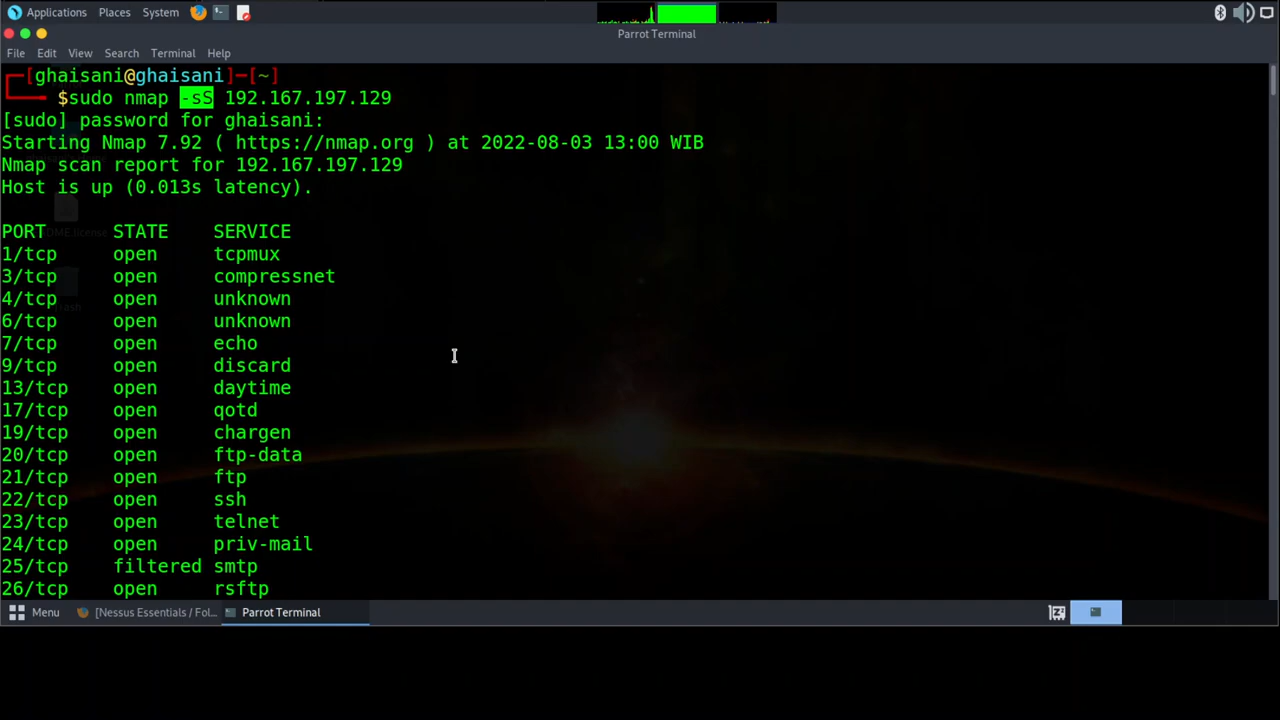 Applications Places System
Parrot Terminal
File Edit View Search Terminal Help
┌─[ghaisani@ghaisani]─[~]
└──╼ $sudo nmap -sS 192.167.197.129
[sudo] password for ghaisani:
Starting Nmap 7.92 ( https://nmap.org ) at 2022-08-03 13:00 WIB
Nmap scan report for 192.167.197.129
Host is up (0.013s latency).
PORT STATE SERVICE
1/tcp open tcpmux
3/tcp open compressnet
4/tcp open unknown
6/tcp open unknown
7/tcp open echo
9/tcp open discard
13/tcp open daytime
17/tcp open qotd
19/tcp open chargen
20/tcp open ftp-data
21/tcp open ftp
22/tcp open ssh
23/tcp open telnet
24/tcp open priv-mail
25/tcp filtered smtp
26/tcp open rsftp
Menu [Nessus Essentials / Fol... Parrot Terminal